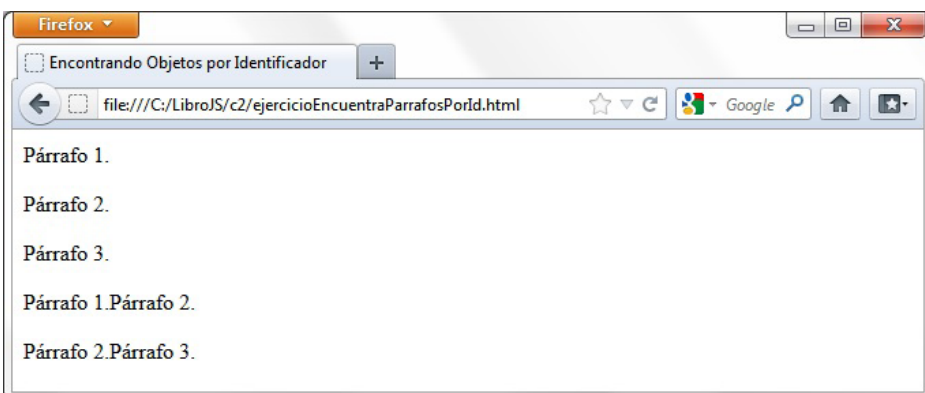 Firefox
Encontrando Objetos por Identificador
file:///C:/LibroJS/c2/ejercicioEncuentraParrafosPorId.html
Google
Párrafo 1.
Párrafo 2.
Párrafo 3.
Párrafo 1.Párrafo 2.
Párrafo 2.Párrafo 3.